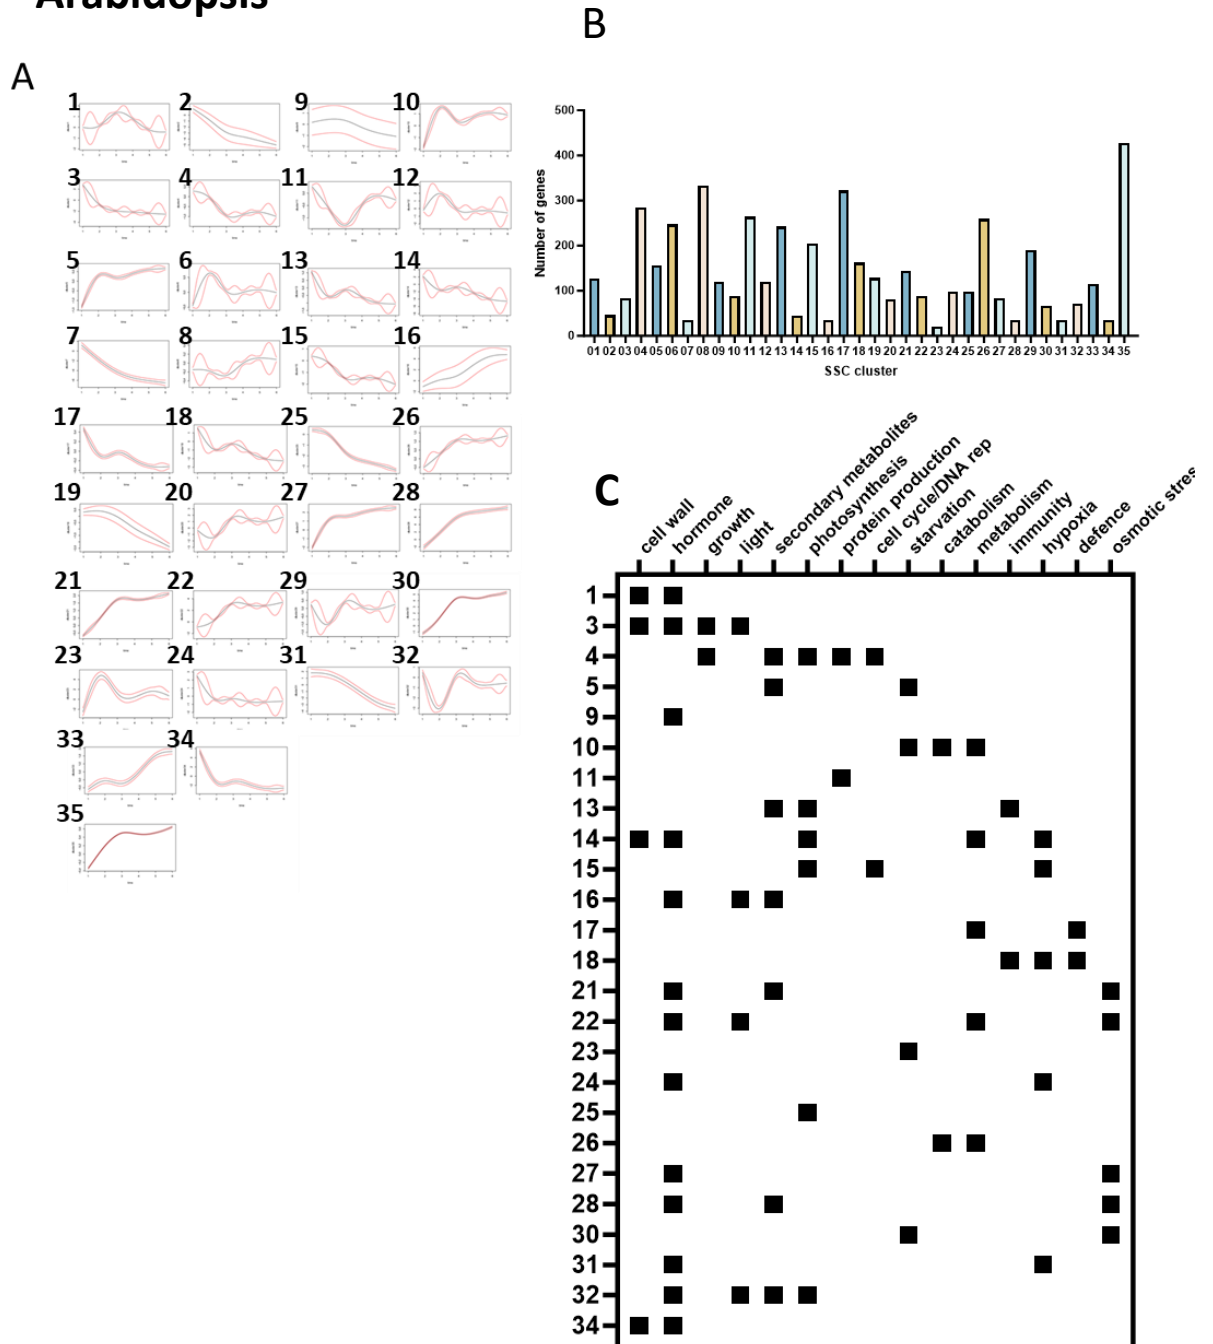 Arabidopsis
B
A
1 2 9 10
3 4 11 12
5 6 13 14
7 8 15 16
17 18 25 26
19 20 27 28
21 22 29 30
23 24 31 32
33 34
35
Number of genes
500
400
300
200
100
0
01 02 03 04 05 06 07 08 09 10 11 12 13 14 15 16 17 18 19 20 21 22 23 24 25 26 27 28 29 30 31 32 33 34 35
SSC cluster
C
cell wall
hormone
growth
light
secondary metabolites
photosynthesis
protein production
cell cycle/DNA rep
starvation
catabolism
metabolism
immunity
hypoxia
defence
osmotic stres
1
3
4
5
9
10
11
13
14
15
16
17
18
21
22
23
24
25
26
27
28
30
31
32
34